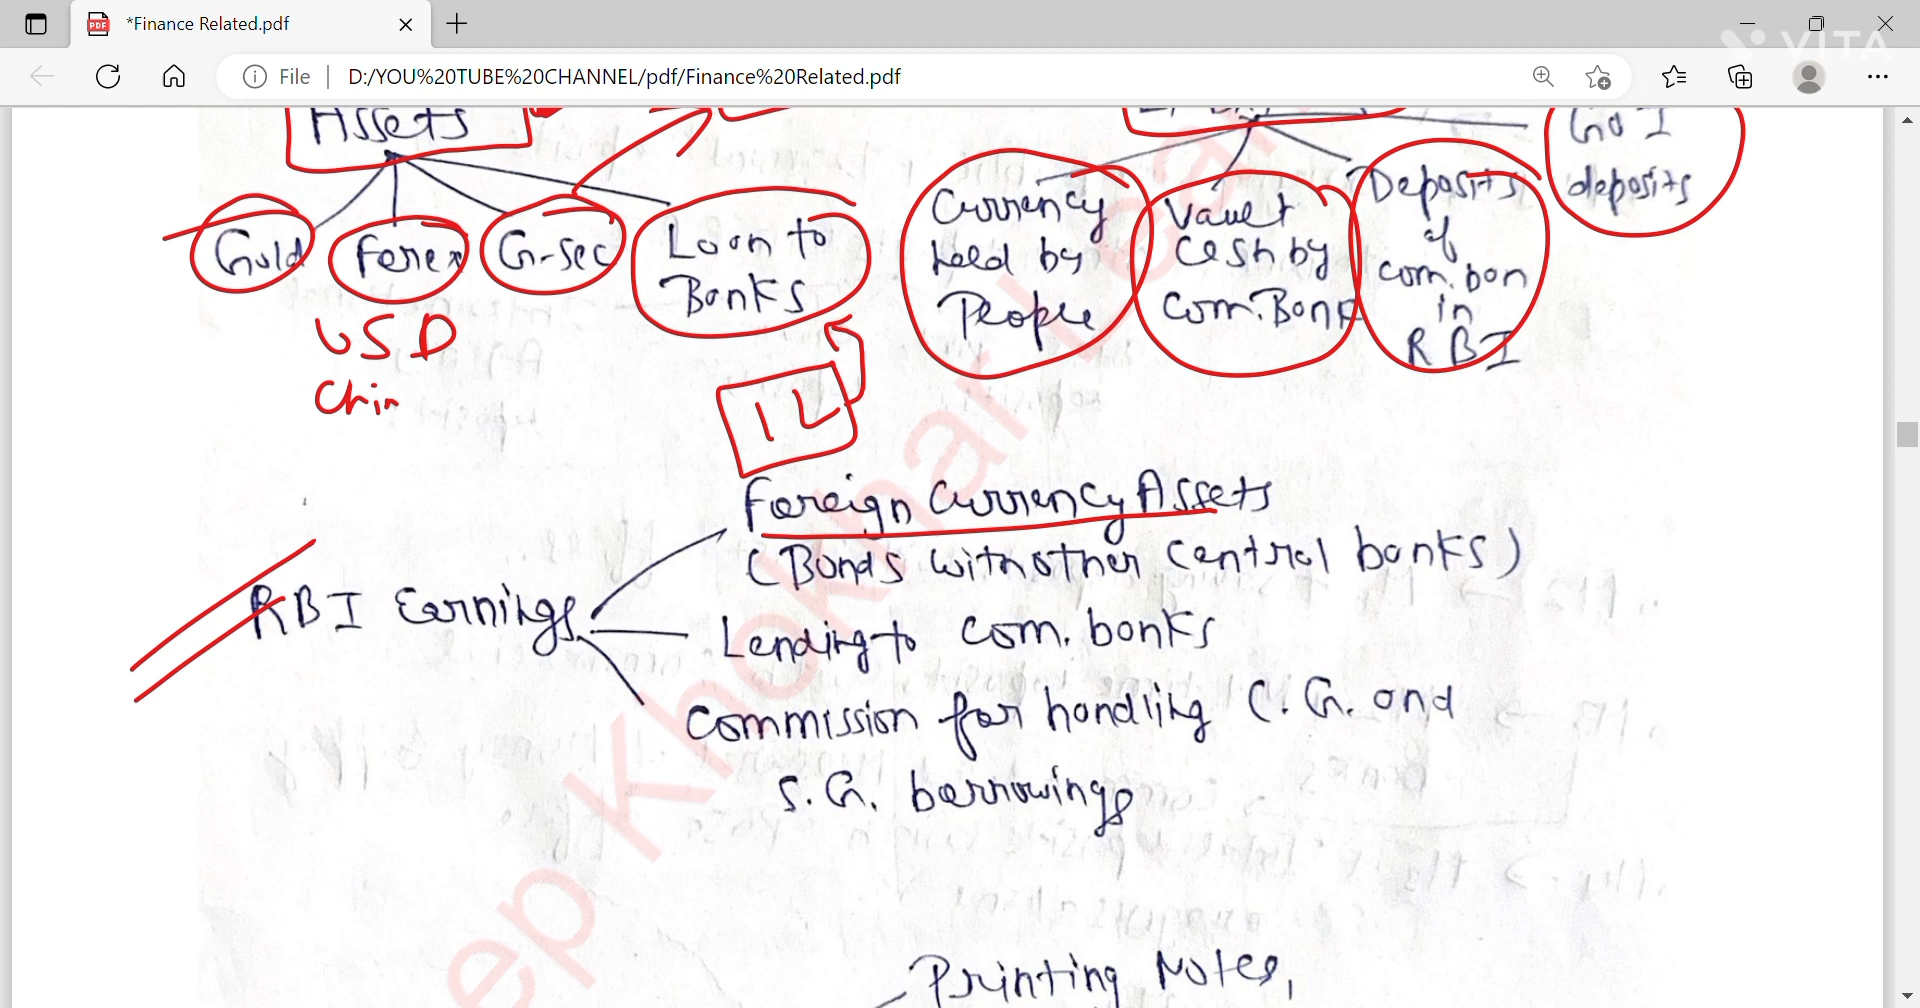 *Finance Related.pdf
VITA
File
D:/YOU%20TUBE%20CHANNEL/pdf/Finance%20Related.pdf
Assets
Gold
Forex
G-sec
Loan to
Banks
Currency
held by
People
Vault
Cash by
Com. Bank
Deposits
of
com. ban
in
RBI
GoI
deposits
USD
Chin
1L
Foreign Currency Assets
(Bonds with other Central banks)
RBI Earnings
Lending to com. banks
Commission for handling C.G. and
S.G. borrowings
Printing Notes,
ep Khokhar